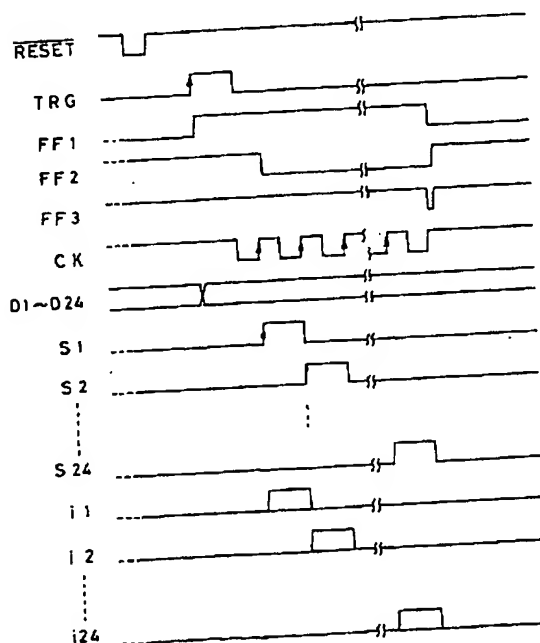 RESET
TRG
FF1
FF2
FF3
CK
D1~D24
S1
S2
S24
i1
i2
i24